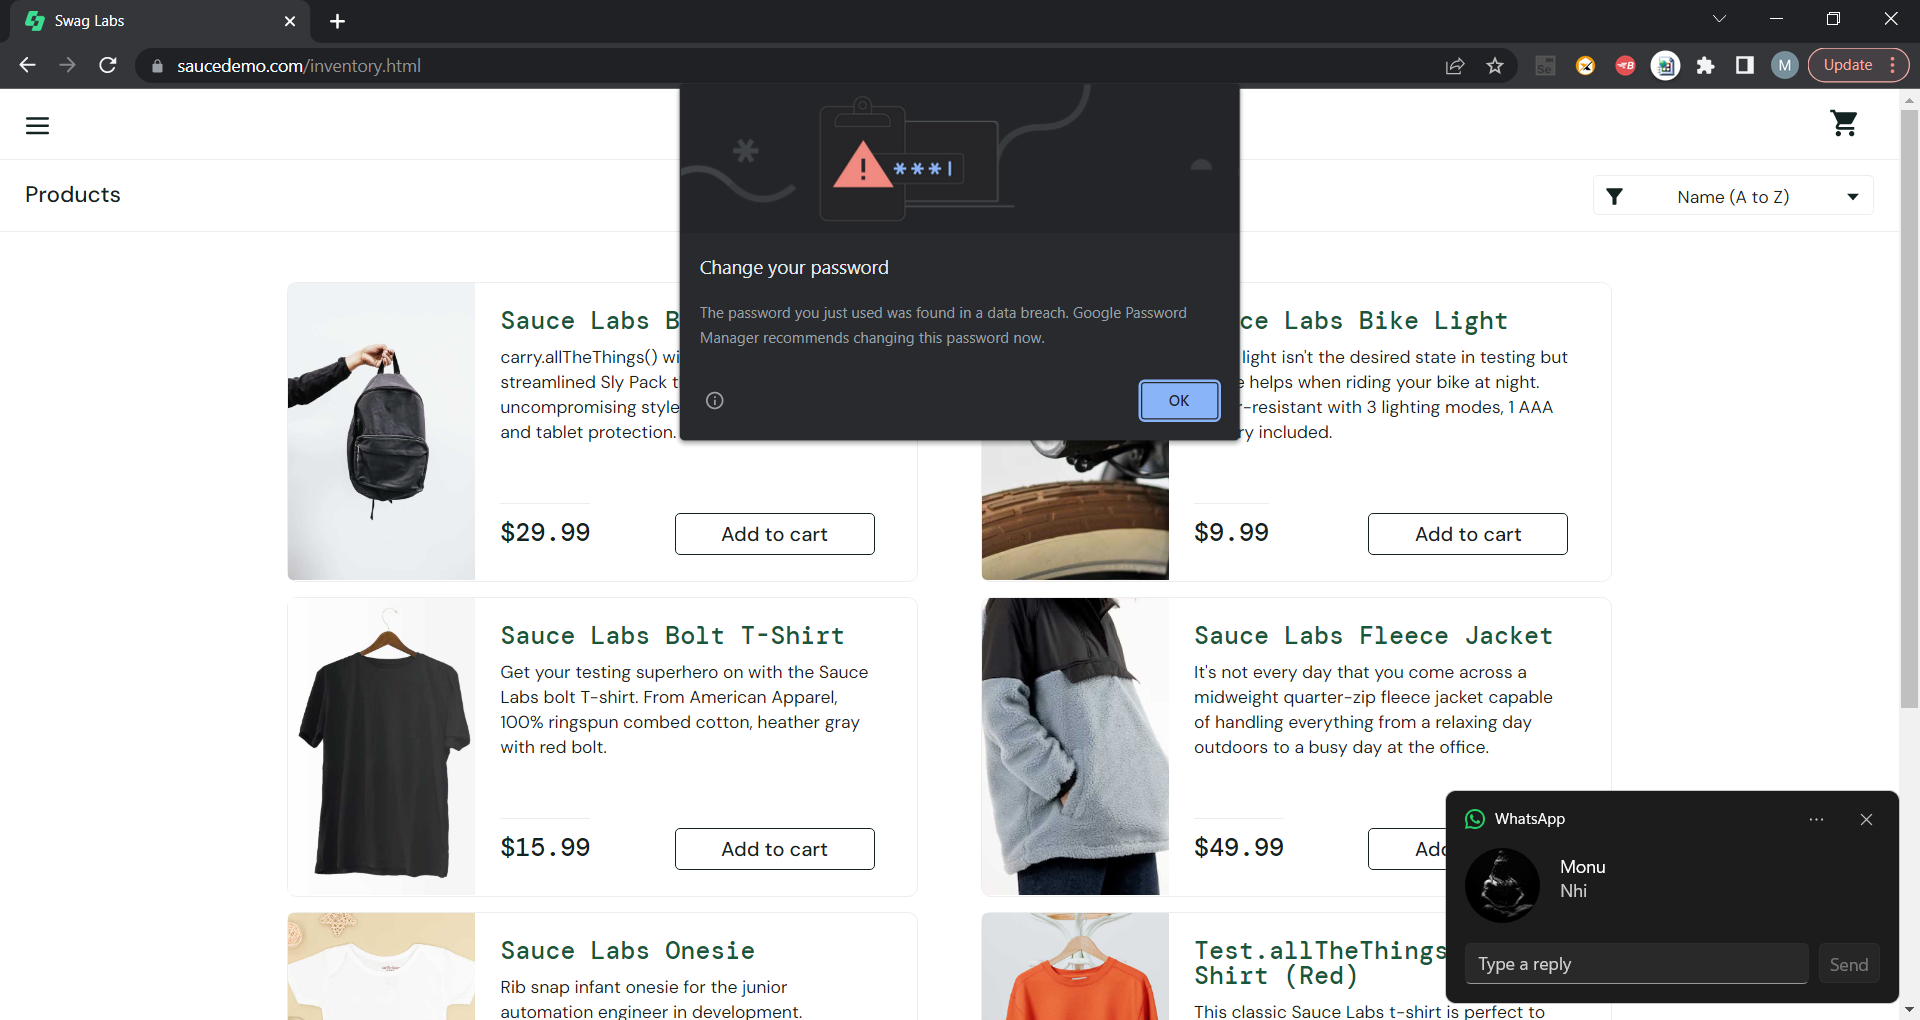 Swag Labs
saucedemo.com/inventory.html
Se
B
M
Update
Products
Name (A to Z)
***
Change your password
The password you just used was found in a data breach. Google Password
Manager recommends changing this password now.
OK
Sauce Labs B
carry.allTheThings() wi
streamlined Sly Pack t
uncompromising style
and tablet protection.
$29.99
Add to cart
ce Labs Bike Light
light isn't the desired state in testing but
helps when riding your bike at night.
r-resistant with 3 lighting modes, 1 AAA
ry included.
$9.99
Add to cart
Sauce Labs Bolt T-Shirt
Get your testing superhero on with the Sauce
Labs bolt T-shirt. From American Apparel,
100% ringspun combed cotton, heather gray
with red bolt.
$15.99
Add to cart
Sauce Labs Fleece Jacket
It's not every day that you come across a
midweight quarter-zip fleece jacket capable
of handling everything from a relaxing day
outdoors to a busy day at the office.
$49.99
Add
Sauce Labs Onesie
Rib snap infant onesie for the junior
automation engineer in development.
Test.allTheThings
Shirt (Red)
This classic Sauce Labs t-shirt is perfect to
WhatsApp
Monu
Nhi
Type a reply
Send